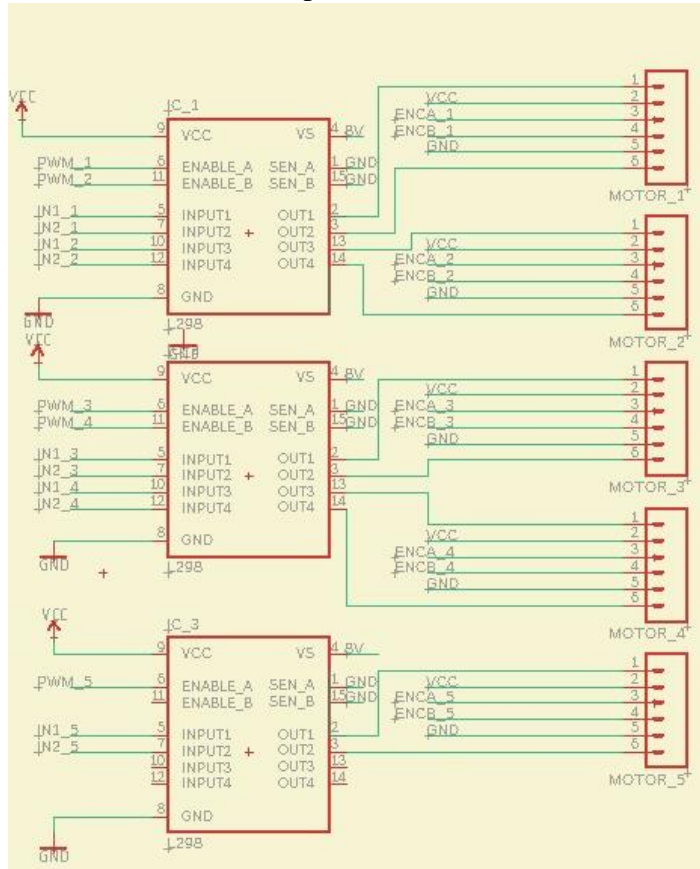 VCC
IC_1
9 VCC VS 4 8V
PWM_1 6 ENABLE_A SEN_A 1 GND
PWM_2 11 ENABLE_B SEN_B 15 GND
IN1_1 5 INPUT1 OUT1 2
IN2_1 7 INPUT2 OUT2 3
IN1_2 10 INPUT3 OUT3 13
IN2_2 12 INPUT4 OUT4 14
8 GND
GND
L298
1
VCC 2
ENCA_1 3
ENCB_1 4
GND 5
6
MOTOR_1
1
VCC 2
ENCA_2 3
ENCB_2 4
GND 5
6
MOTOR_2
VCC
GND
9 VCC VS 4 8V
PWM_3 6 ENABLE_A SEN_A 1 GND
PWM_4 11 ENABLE_B SEN_B 15 GND
IN1_3 5 INPUT1 OUT1 2
IN2_3 7 INPUT2 OUT2 3
IN1_4 10 INPUT3 OUT3 13
IN2_4 12 INPUT4 OUT4 14
8 GND
GND
L298
1
VCC 2
ENCA_3 3
ENCB_3 4
GND 5
6
MOTOR_3
1
VCC 2
ENCA_4 3
ENCB_4 4
GND 5
6
MOTOR_4
VCC
IC_3
9 VCC VS 4 8V
PWM_5 6 ENABLE_A SEN_A 1 GND
11 ENABLE_B SEN_B 15 GND
IN1_5 5 INPUT1 OUT1 2
IN2_5 7 INPUT2 OUT2 3
10 INPUT3 OUT3 13
12 INPUT4 OUT4 14
8 GND
GND
L298
1
VCC 2
ENCA_5 3
ENCB_5 4
GND 5
6
MOTOR_5